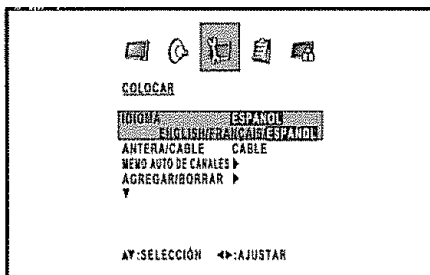 COLOCAR
IDIOMA ESPAÑOL
ENGLISH/FRANÇAIS/ESPAÑOL
ANTENA/CABLE CABLE
MEMO AUTO DE CANALES ▶
AGREGAR/BORRAR ▶
▼
▲▼:SELECCIÓN ◀▶:AJUSTAR